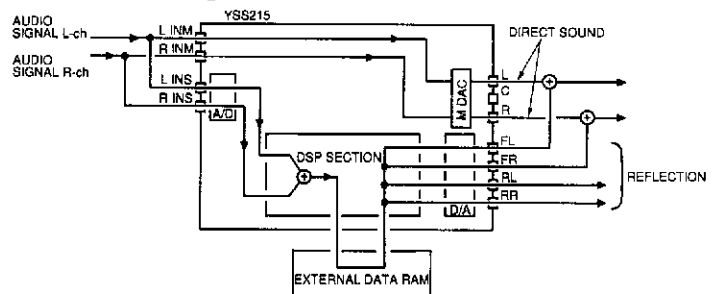 YSS215
AUDIO
SIGNAL L-ch
AUDIO
SIGNAL R-ch
L INM
R INM
L INS
R INS
A/D
DSP SECTION
M DAC
D/A
L
C
R
FL
FR
RL
RR
DIRECT SOUND
REFLECTION
EXTERNAL DATA RAM